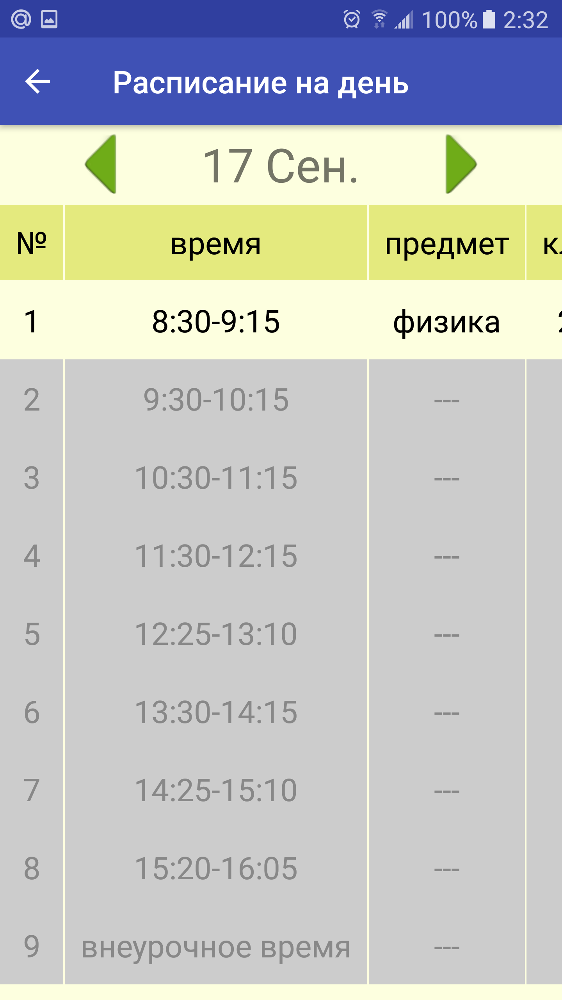 100% 2:32
Расписание на день
17 Сен.
№ время предмет
1 8:30-9:15 физика
2 9:30-10:15 ---
3 10:30-11:15 ---
4 11:30-12:15 ---
5 12:25-13:10 ---
6 13:30-14:15 ---
7 14:25-15:10 ---
8 15:20-16:05 ---
9 внеурочное время ---